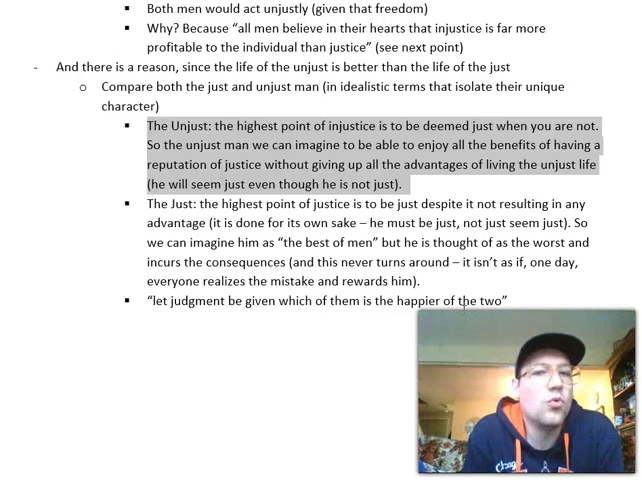 ▪ Both men would act unjustly (given that freedom)
▪ Why? Because “all men believe in their hearts that injustice is far more
profitable to the individual than justice” (see next point)
- And there is a reason, since the life of the unjust is better than the life of the just
o Compare both the just and unjust man (in idealistic terms that isolate their unique
character)
▪ The Unjust: the highest point of injustice is to be deemed just when you are not.
So the unjust man we can imagine to be able to enjoy all the benefits of having a
reputation of justice without giving up all the advantages of living the unjust life
(he will seem just even though he is not just).
▪ The Just: the highest point of justice is to be just despite it not resulting in any
advantage (it is done for its own sake – he must be just, not just seem just). So
we can imagine him as “the best of men” but he is thought of as the worst and
incurs the consequences (and this never turns around – it isn’t as if, one day,
everyone realizes the mistake and rewards him).
▪ “let judgment be given which of them is the happier of the two”